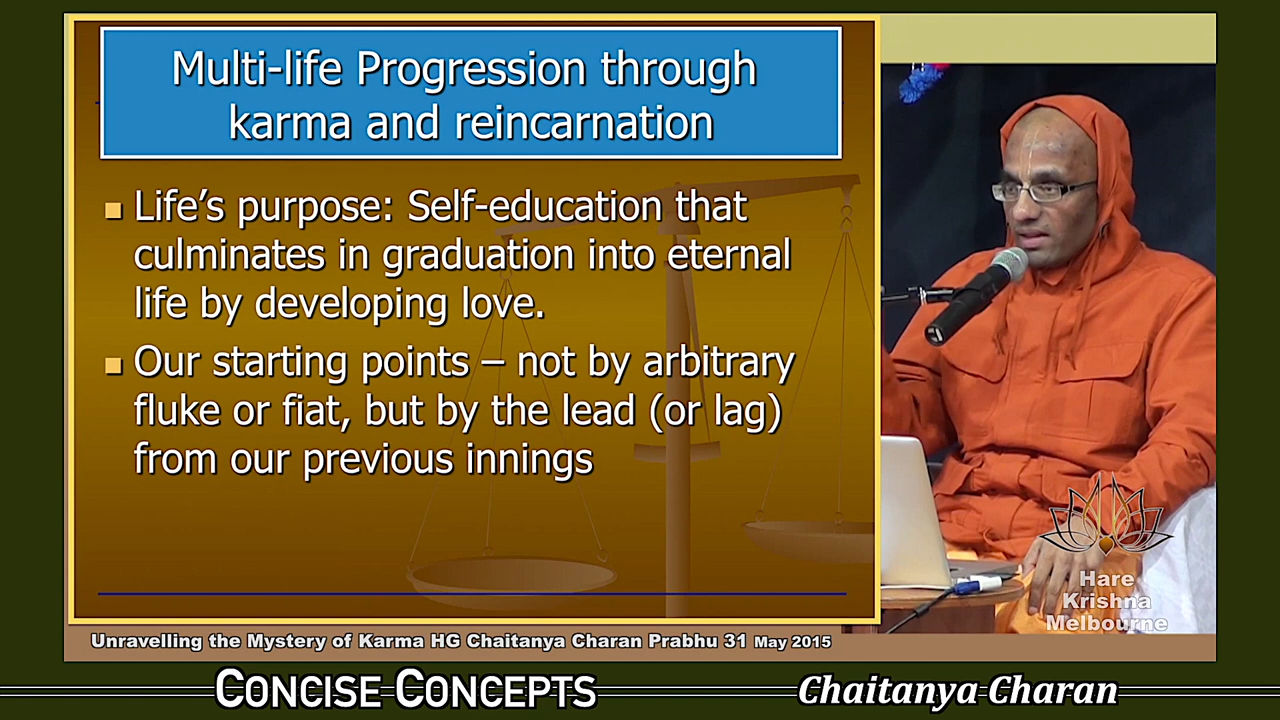 Multi-life Progression through
karma and reincarnation
Life’s purpose: Self-education that
culminates in graduation into eternal
life by developing love.
Our starting points – not by arbitrary
fluke or fiat, but by the lead (or lag)
from our previous innings
Hare
Krishna
Melbourne
Unravelling the Mystery of Karma HG Chaitanya Charan Prabhu 31 May 2015
CONCISE CONCEPTS
Chaitanya Charan